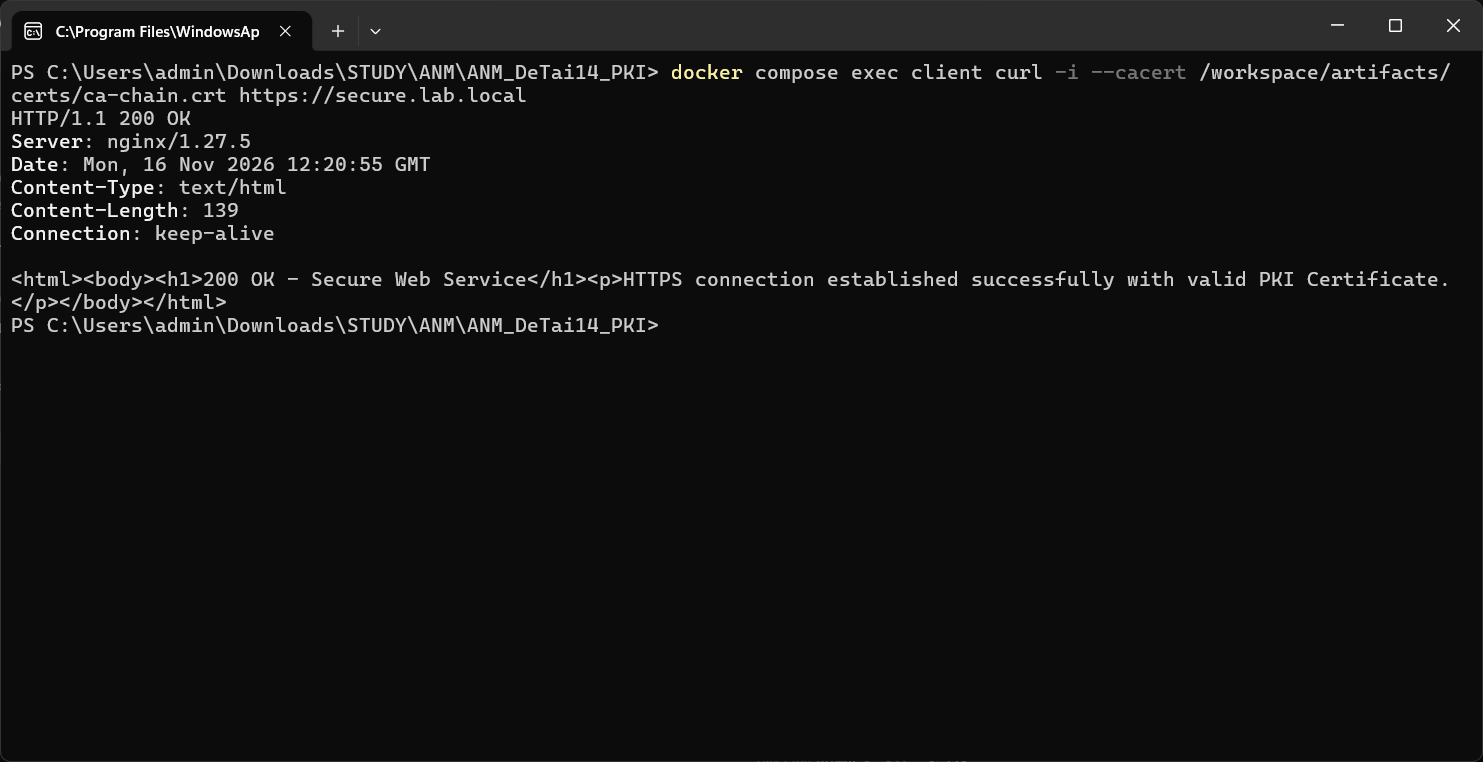 C:\Program Files\WindowsAp
PS C:\Users\admin\Downloads\STUDY\ANM\ANM_DeTai14_PKI> docker compose exec client curl -i --cacert /workspace/artifacts/
certs/ca-chain.crt https://secure.lab.local
HTTP/1.1 200 OK
Server: nginx/1.27.5
Date: Mon, 16 Nov 2026 12:20:55 GMT
Content-Type: text/html
Content-Length: 139
Connection: keep-alive
<html><body><h1>200 OK - Secure Web Service</h1><p>HTTPS connection established successfully with valid PKI Certificate.
</p></body></html>
PS C:\Users\admin\Downloads\STUDY\ANM\ANM_DeTai14_PKI>